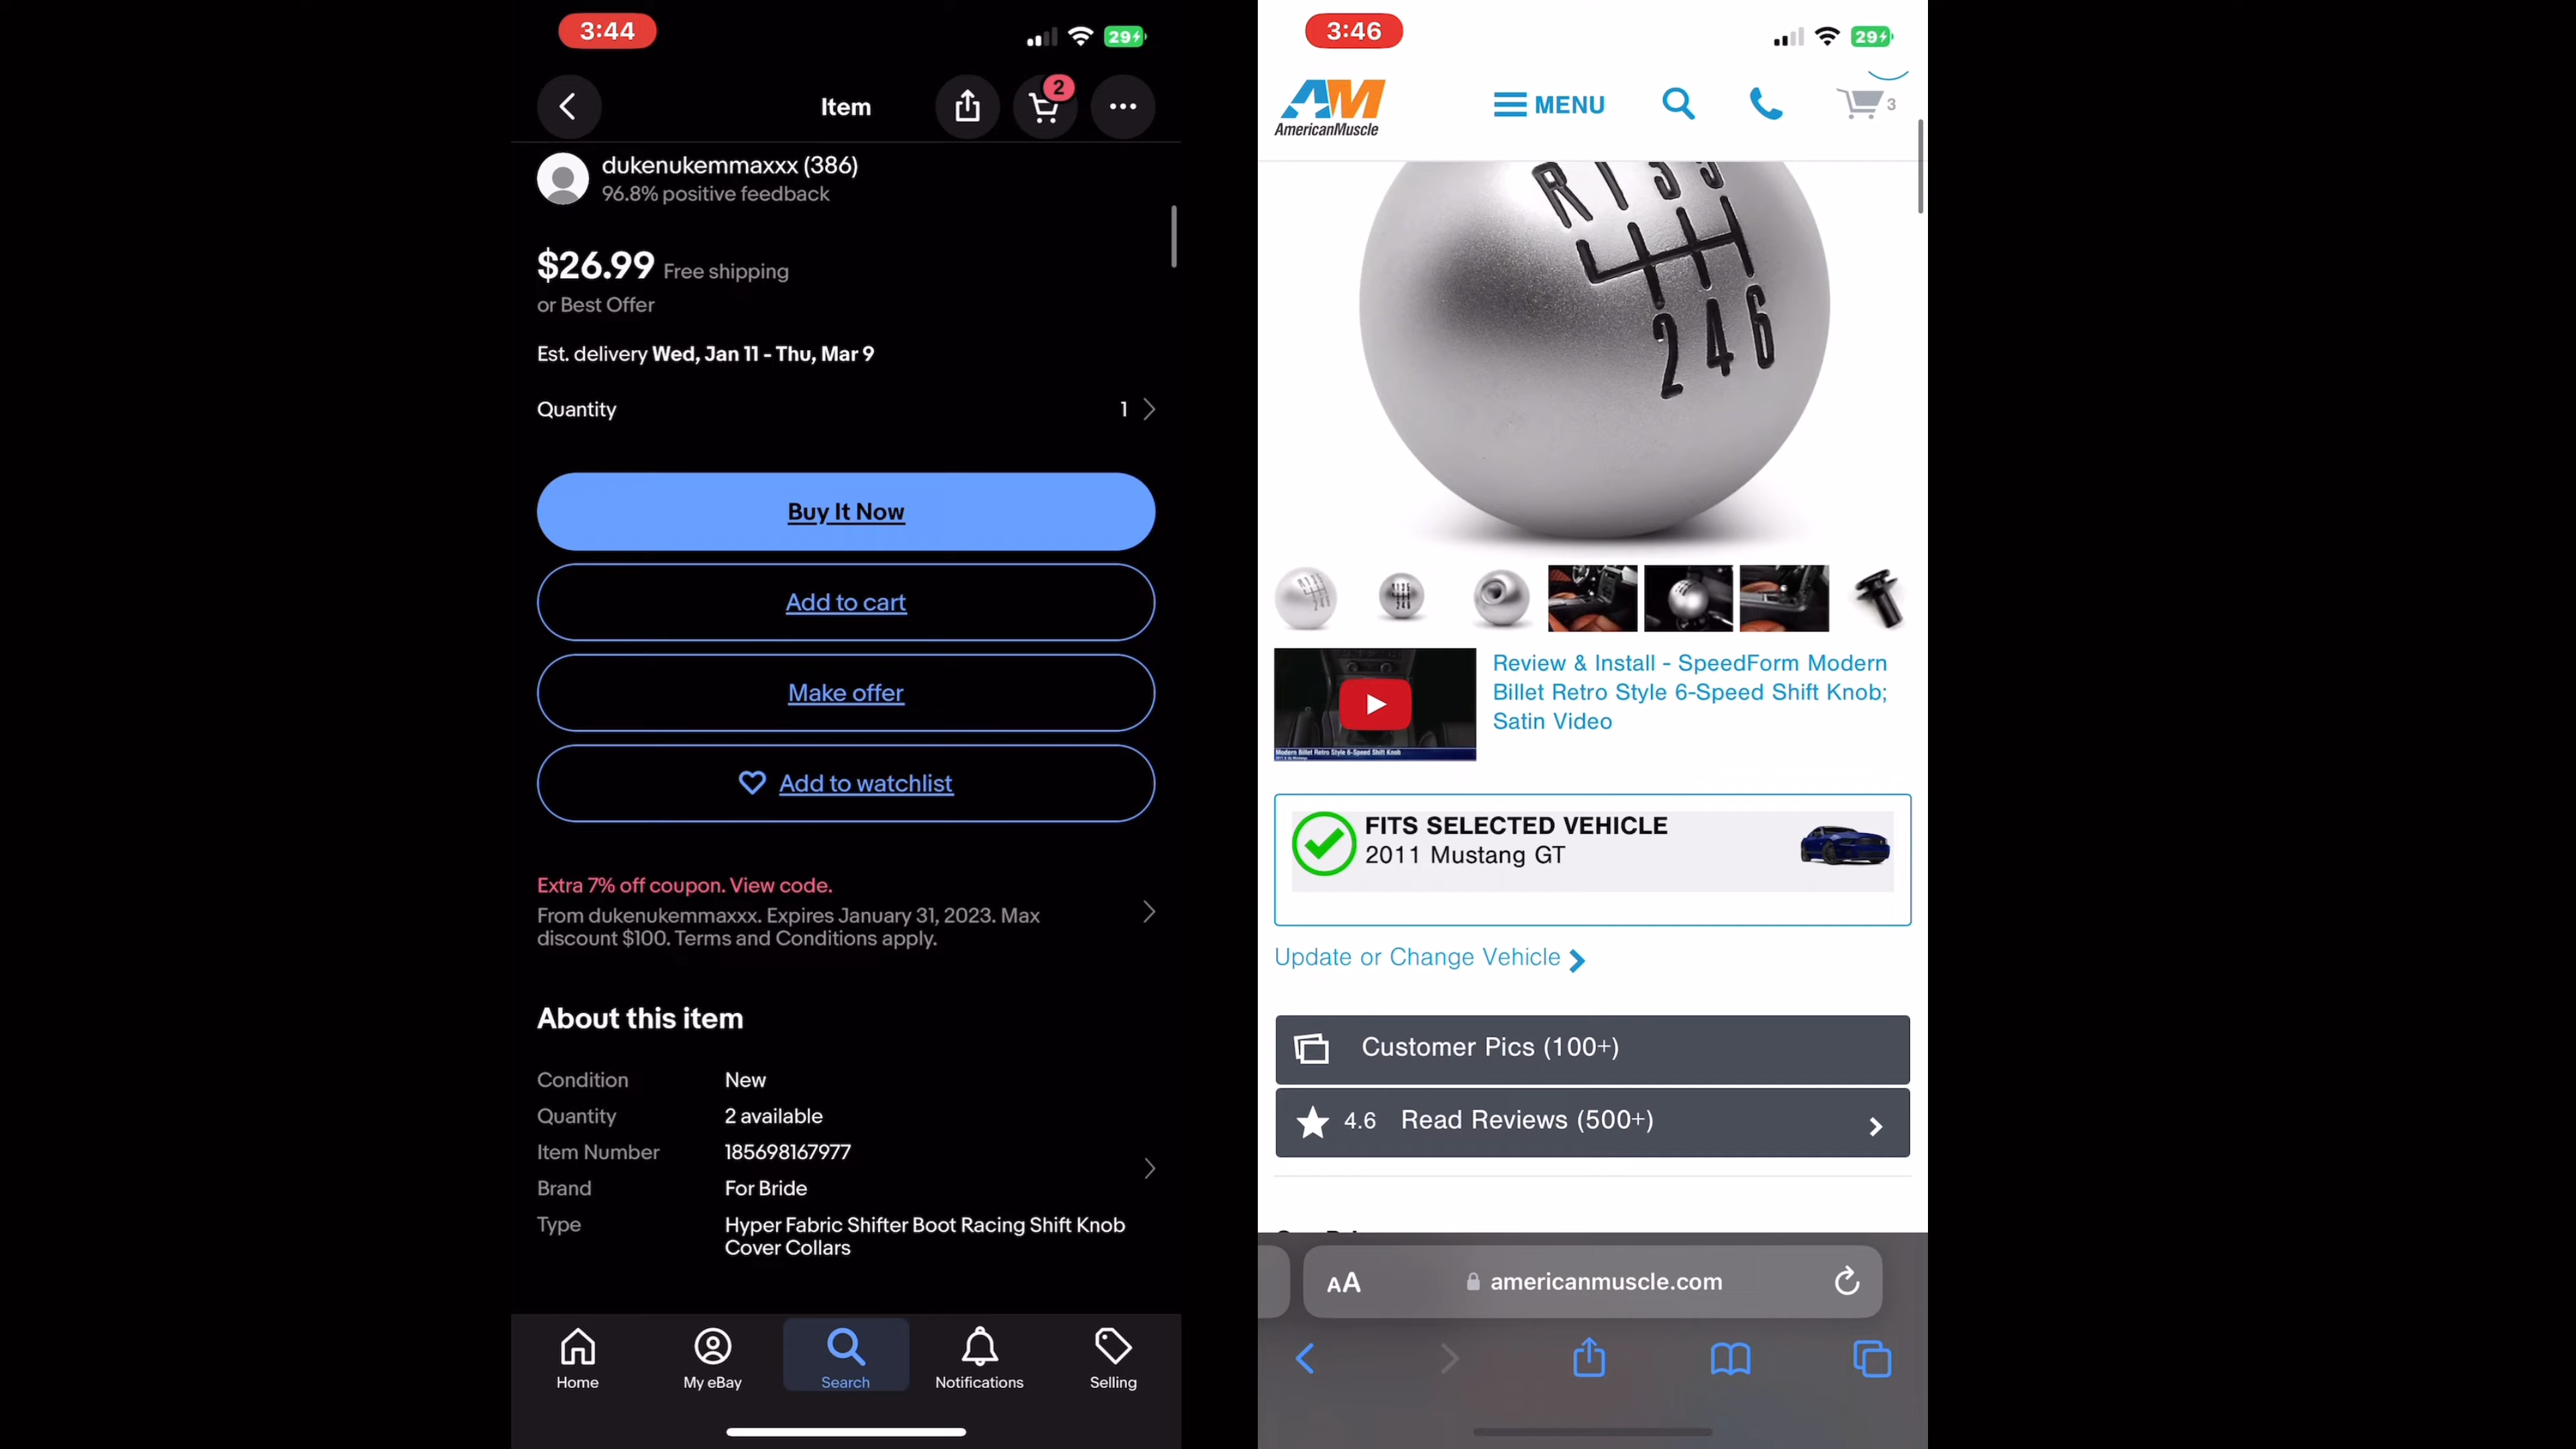 3:44
29
Item
2
dukenukemmaxxx (386)
96.8% positive feedback
$26.99 Free shipping
or Best Offer
Est. delivery Wed, Jan 11 - Thu, Mar 9
Quantity 1
Buy It Now
Add to cart
Make offer
Add to watchlist
Extra 7% off coupon. View code.
From dukenukemmaxxx. Expires January 31, 2023. Max
discount $100. Terms and Conditions apply.
About this item
Condition New
Quantity 2 available
Item Number 185698167977
Brand For Bride
Type Hyper Fabric Shifter Boot Racing Shift Knob
Cover Collars
Home My eBay Search Notifications Selling
3:46
29
AM
AmericanMuscle
MENU
3
R 1 3 5
2 4 6
Review & Install - SpeedForm Modern
Billet Retro Style 6-Speed Shift Knob;
Satin Video
Modern Billet Retro Style 6-Speed Shift Knob
FITS SELECTED VEHICLE
2011 Mustang GT
Update or Change Vehicle
Customer Pics (100+)
4.6 Read Reviews (500+)
AA americanmuscle.com